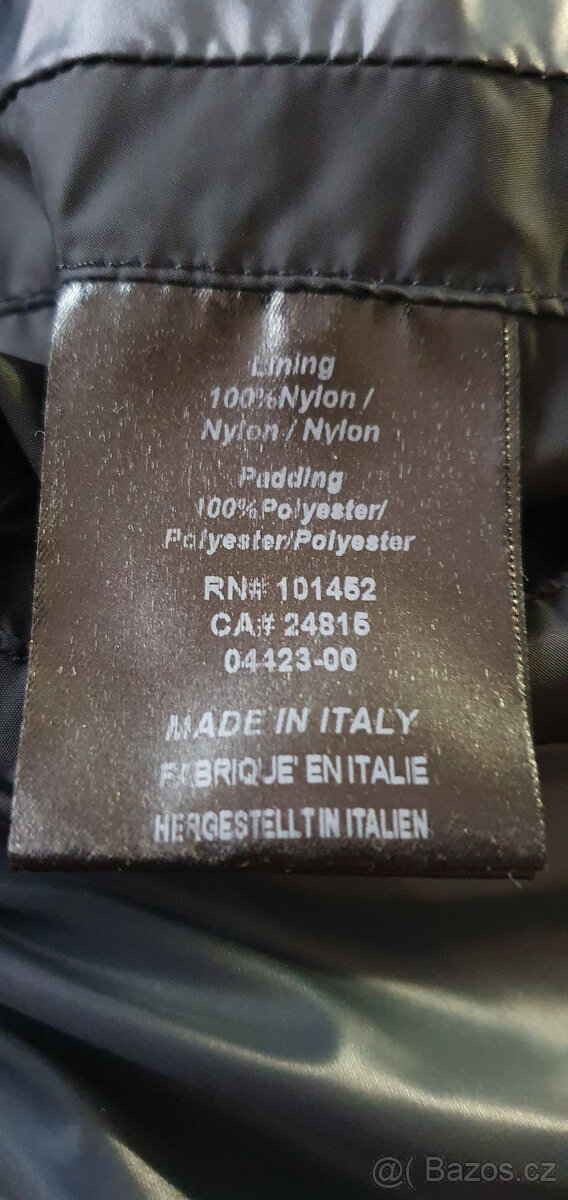 Lining
100%Nylon /
Nylon / Nylon
Padding
100%Polyester/
Polyester/Polyester
RN# 101452
CA# 24815
04423-00
MADE IN ITALY
FABRIQUE' EN ITALIE
HERGESTELLT IN ITALIEN
@( Bazos.cz